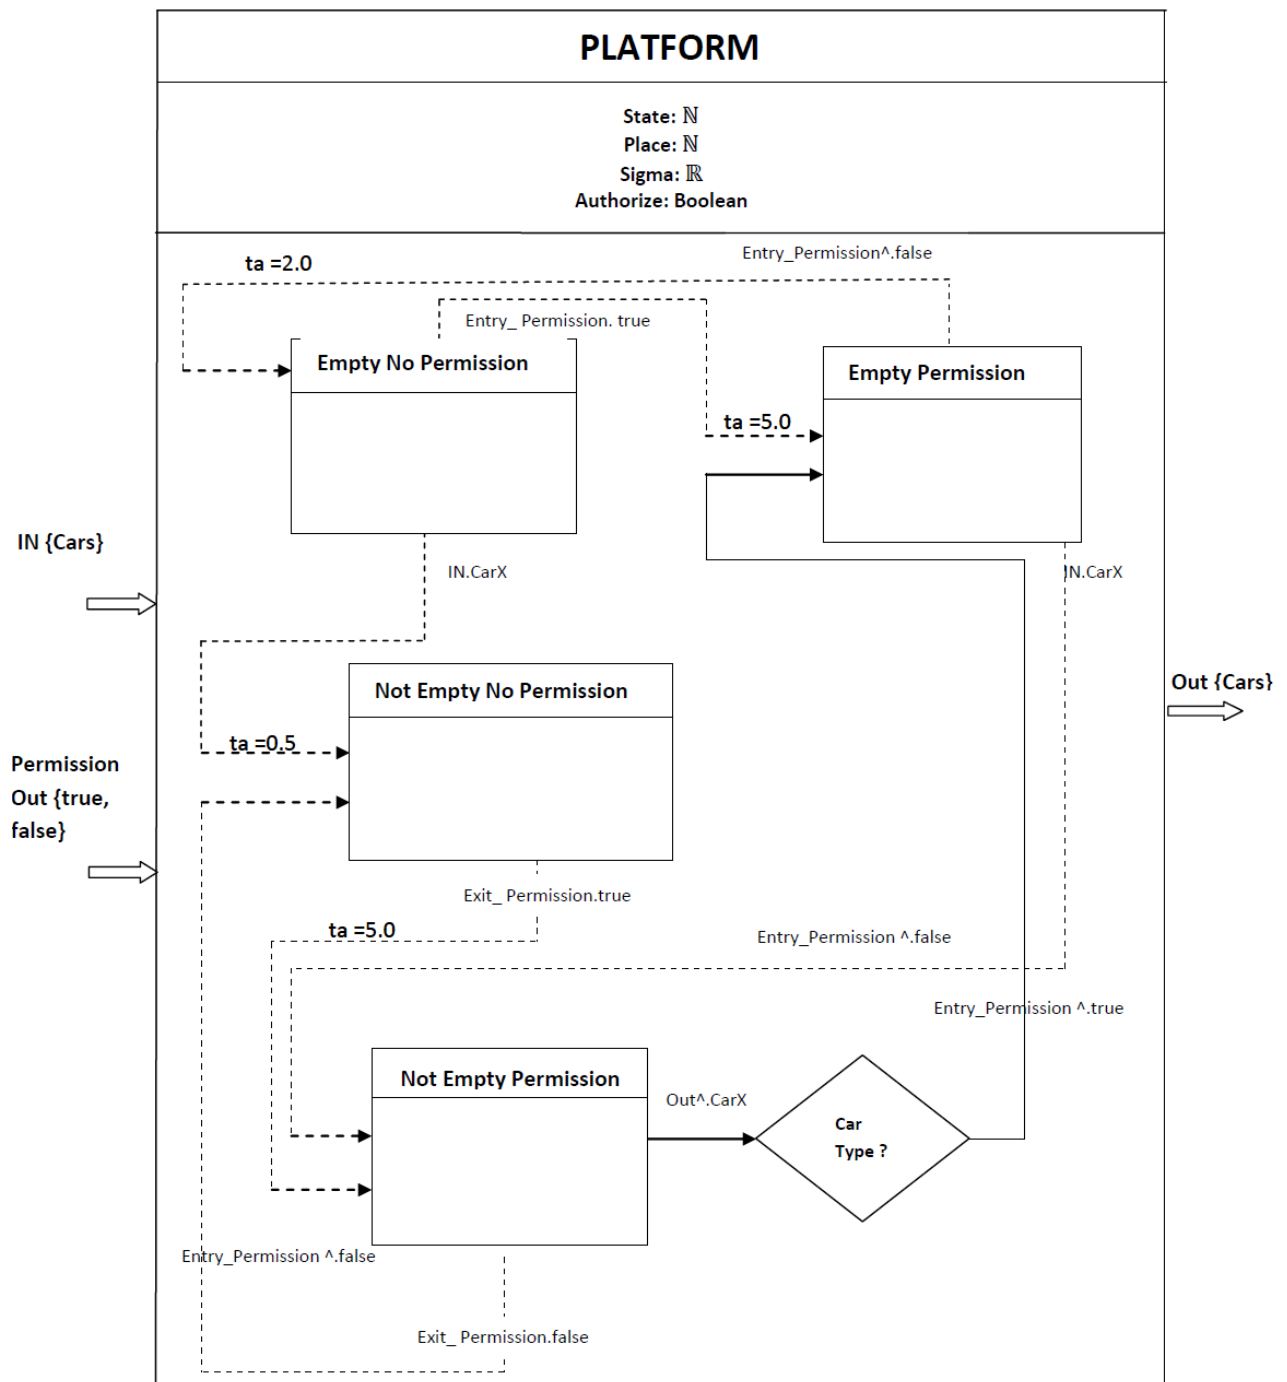 PLATFORM
State: ℕ
Place: ℕ
Sigma: ℝ
Authorize: Boolean
Entry_Permission^.false
ta =2.0
Entry_ Permission. true
Empty No Permission
Empty Permission
ta =5.0
IN {Cars}
IN.CarX
IN.CarX
Not Empty No Permission
Out {Cars}
ta =0.5
Permission
Out {true,
false}
Exit_ Permission.true
ta =5.0
Entry_Permission ^.false
Entry_Permission ^.true
Not Empty Permission
Out^.CarX
Car
Type ?
Entry_Permission ^.false
Exit_ Permission.false